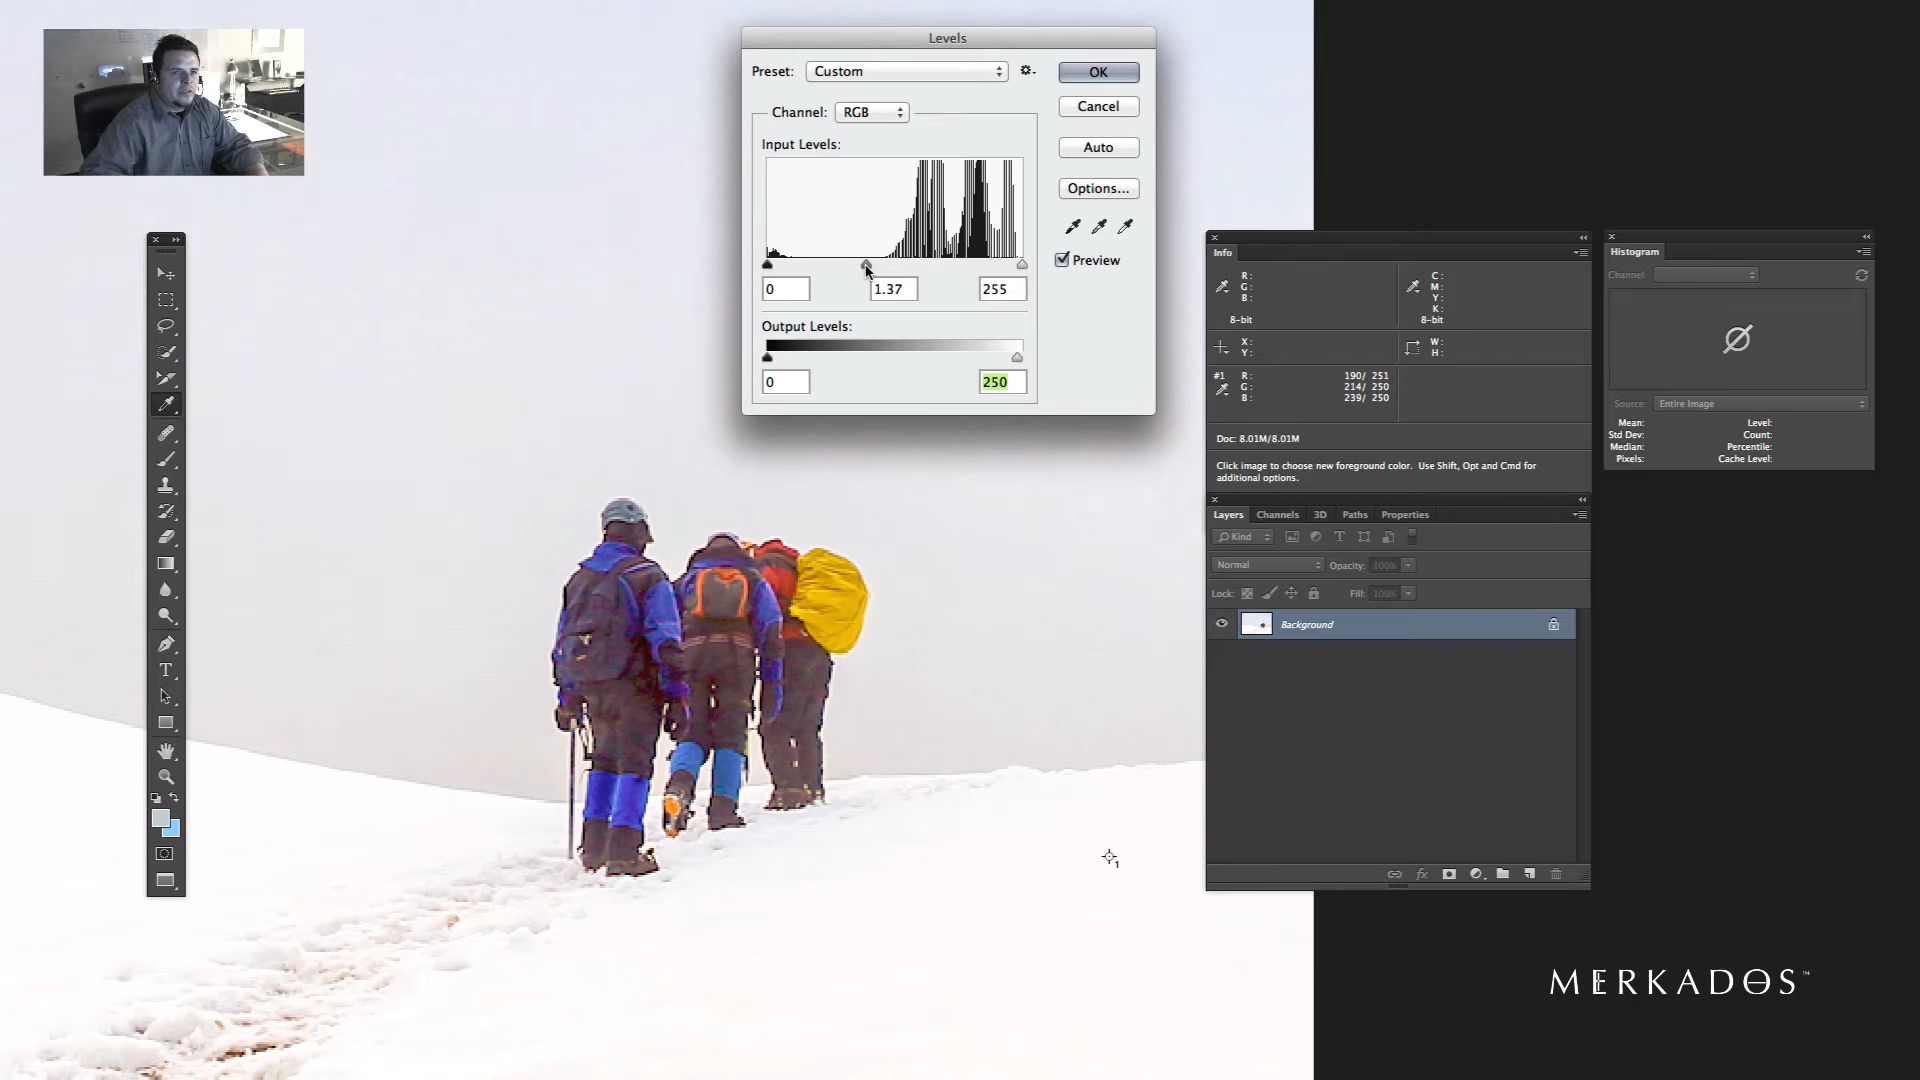 Levels
Preset: Custom
OK
Channel: RGB
Cancel
Input Levels:
Auto
Options...
Preview
0 1.37 255
Output Levels:
0 250
Info
R:
G:
B:
8-bit
C:
M:
Y:
K:
8-bit
X:
Y:
W:
H:
#1 R: 190/ 251
G: 214/ 250
B: 239/ 250
Doc: 8.01M/8.01M
Click image to choose new foreground color. Use Shift, Opt and Cmd for
additional options.
Layers Channels 3D Paths Properties
Kind
Normal Opacity: 100%
Lock: Fill: 100%
Background
Histogram
Channel:
Source: Entire Image
Mean: Level:
Std Dev: Count:
Median: Percentile:
Pixels: Cache Level:
1
MERKADOS™